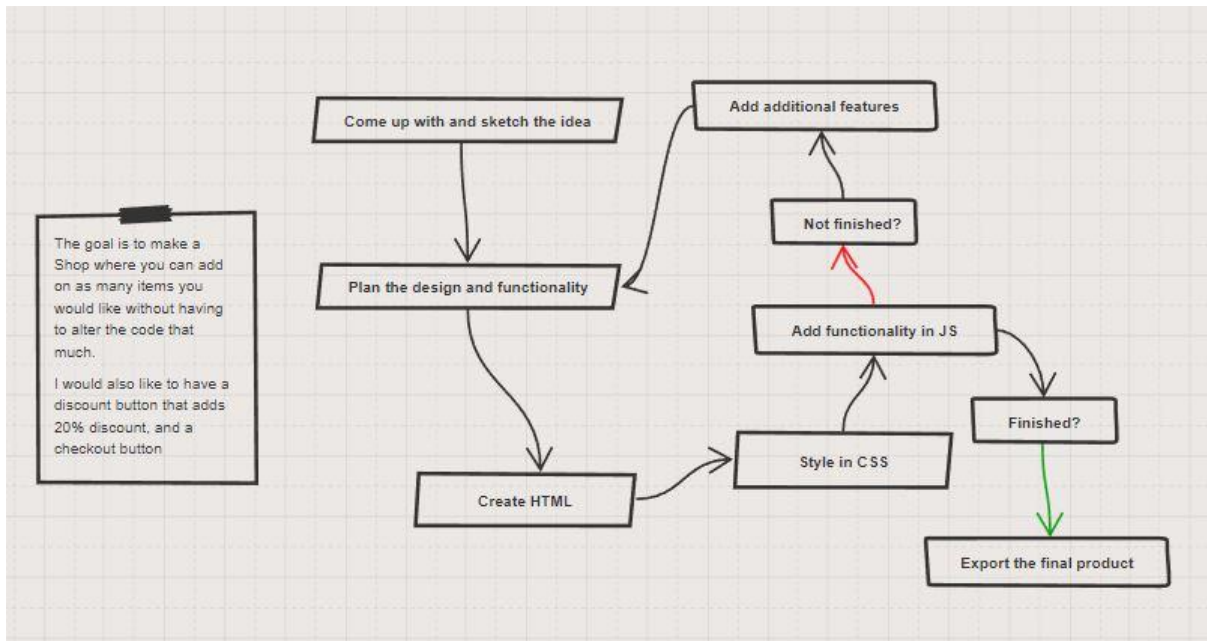 Come up with and sketch the idea
Add additional features
The goal is to make a
Shop where you can add
on as many items you
would like without having
to alter the code that
much.
I would also like to have a
discount button that adds
20% discount, and a
checkout button
Not finished?
Plan the design and functionality
Add functionality in JS
Finished?
Style in CSS
Create HTML
Export the final product